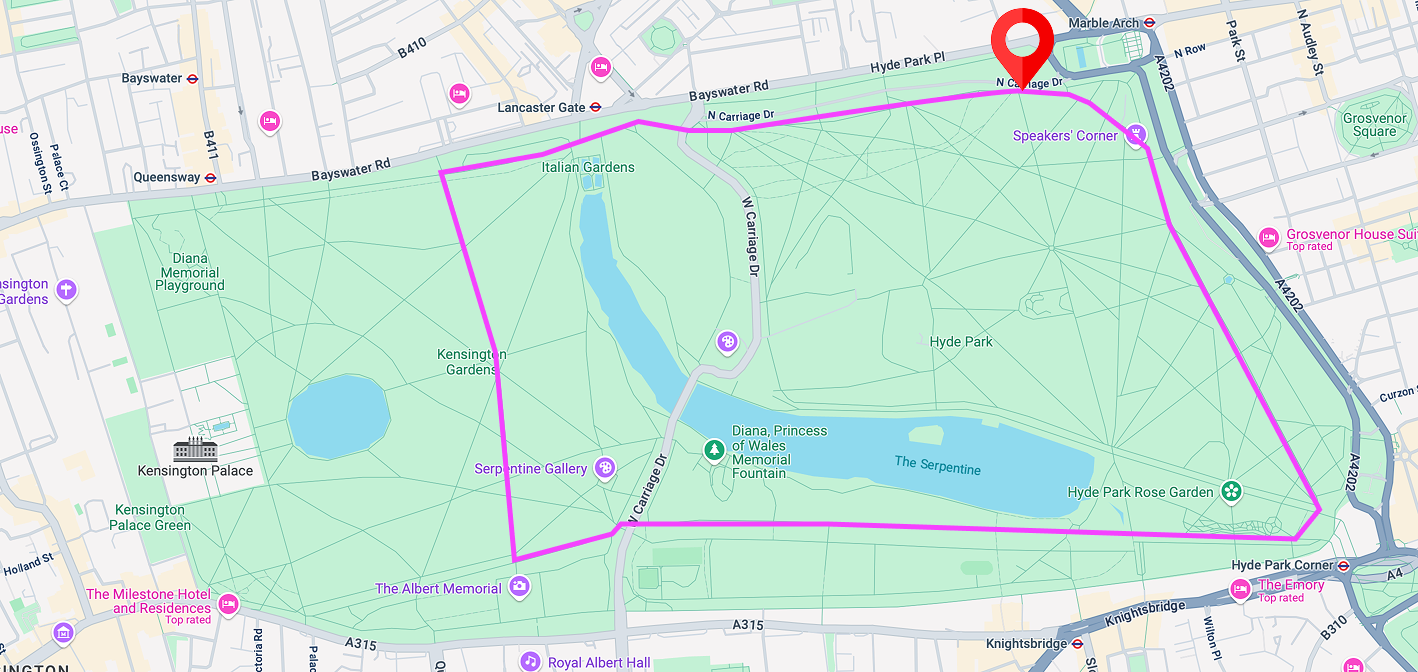 Marble Arch
B410
N Row
Park St
N Audley St
Hyde Park Pl
A4202
Bayswater
Bayswater Rd
N Carriage Dr
Lancaster Gate
N Carriage Dr
Grosvenor
Square
Speakers' Corner
B411
Ossington St
Palace Ct
Queensway
Bayswater Rd
Italian Gardens
W Carriage Dr
Grosvenor House Sui
Top rated
Diana
Memorial
Playground
nsington
Gardens
A4202
Hyde Park
Kensington
Gardens
Curzon
Diana, Princess
of Wales
Memorial
Fountain
The Serpentine
Kensington Palace
Serpentine Gallery
A4202
Hyde Park Rose Garden
W Carriage Dr
Kensington
Palace Green
Holland St
Hyde Park Corner
A4
The Albert Memorial
The Emory
Top rated
The Milestone Hotel
and Residences
Top rated
Knightsbridge
A315
B310
Wilton Pl
A315
Knightsbridge
Royal Albert Hall